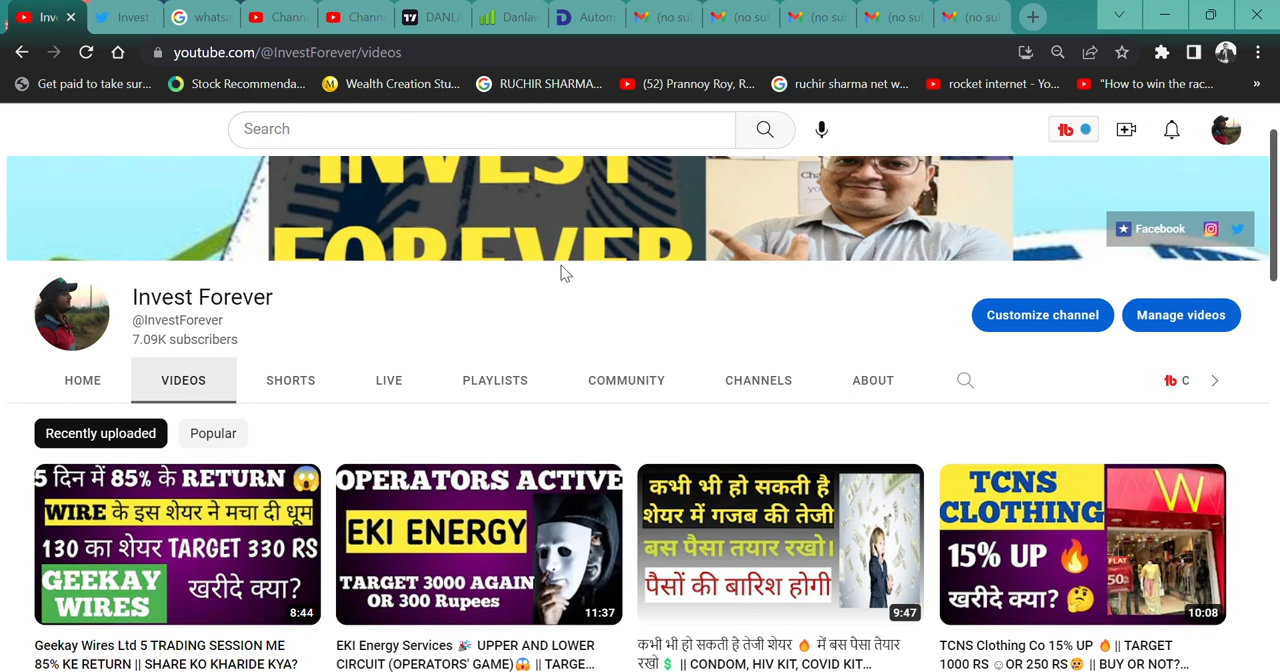 Inv
Invest
whatsa
Chann
Chann
DANLA
Danlaw
Autom
(no sul
(no sul
(no sul
(no sul
(no sul
youtube.com/@InvestForever/videos
Get paid to take sur...
Stock Recommenda...
Wealth Creation Stu...
RUCHIR SHARMA...
(52) Prannoy Roy, R...
ruchir sharma net w...
rocket internet - Yo...
"How to win the rac...
»
Search
INVEST
FOREVER
Facebook
Invest Forever
@InvestForever
7.09K subscribers
Customize channel
Manage videos
HOME
VIDEOS
SHORTS
LIVE
PLAYLISTS
COMMUNITY
CHANNELS
ABOUT
C
Recently uploaded
Popular
5 दिन में 85% के RETURN 😱
WIRE के इस शेयर ने मचा दी धूम
130 का शेयर TARGET 330 RS
GEEKAY
WIRES
खरीदे क्या?
8:44
OPERATORS ACTIVE
EKI ENERGY
TARGET 3000 AGAIN
OR 300 Rupees
11:37
कभी भी हो सकती है
शेयर में गजब की तेजी
बस पैसा तयार रखो।
पैसों की बारिश होगी
9:47
TCNS
CLOTHING
15% UP 🔥
खरीदे क्या? 🤔
W
FLAT
50%
10:08
Geekay Wires Ltd 5 TRADING SESSION ME
85% KE RETURN || SHARE KO KHARIDE KYA?
EKI Energy Services 🎉 UPPER AND LOWER
CIRCUIT (OPERATORS' GAME)😱 || TARGE...
कभी भी हो सकती है तेजी शेयर 🔥 में बस पैसा तेयार
रखो 💲 || CONDOM, HIV KIT, COVID KIT...
TCNS Clothing Co 15% UP 🔥|| TARGET
1000 RS ☺OR 250 RS😢 || BUY OR NOT?...